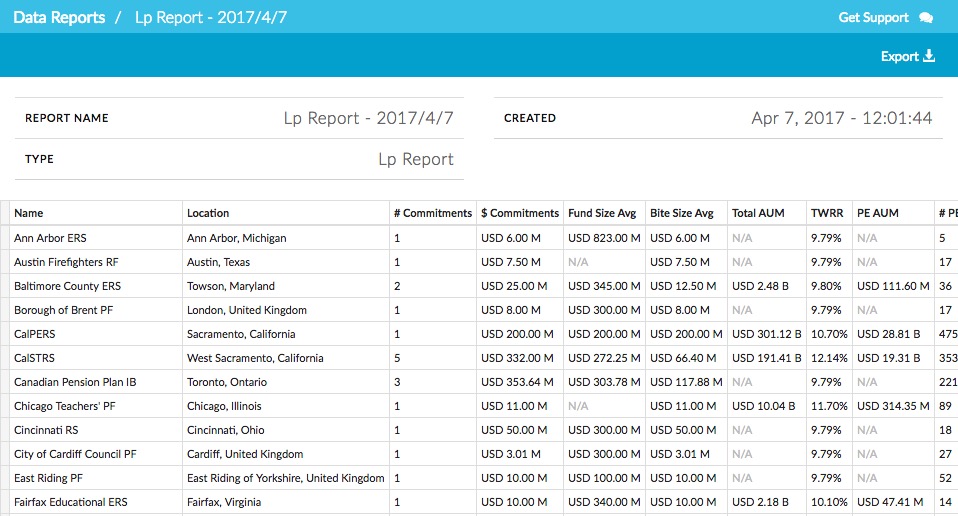 Data Reports / Lp Report - 2017/4/7 Get Support
Export
REPORT NAME Lp Report - 2017/4/7 CREATED Apr 7, 2017 - 12:01:44
TYPE Lp Report
Name Location # Commitments $ Commitments Fund Size Avg Bite Size Avg Total AUM TWRR PE AUM # PE
Ann Arbor ERS Ann Arbor, Michigan 1 USD 6.00 M USD 823.00 M USD 6.00 M N/A 9.79% N/A 5
Austin Firefighters RF Austin, Texas 1 USD 7.50 M N/A USD 7.50 M N/A 9.79% N/A 17
Baltimore County ERS Towson, Maryland 2 USD 25.00 M USD 345.00 M USD 12.50 M USD 2.48 B 9.80% USD 111.60 M 36
Borough of Brent PF London, United Kingdom 1 USD 8.00 M USD 300.00 M USD 8.00 M N/A 9.79% N/A 17
CalPERS Sacramento, California 1 USD 200.00 M USD 200.00 M USD 200.00 M USD 301.12 B 10.70% USD 28.81 B 475
CalSTRS West Sacramento, California 5 USD 332.00 M USD 272.25 M USD 66.40 M USD 191.41 B 12.14% USD 19.31 B 353
Canadian Pension Plan IB Toronto, Ontario 3 USD 353.64 M USD 303.78 M USD 117.88 M N/A 9.79% N/A 221
Chicago Teachers' PF Chicago, Illinois 1 USD 11.00 M N/A USD 11.00 M USD 10.04 B 11.70% USD 314.35 M 89
Cincinnati RS Cincinnati, Ohio 1 USD 50.00 M USD 300.00 M USD 50.00 M N/A 9.79% N/A 18
City of Cardiff Council PF Cardiff, United Kingdom 1 USD 3.01 M USD 300.00 M USD 3.01 M N/A 9.79% N/A 27
East Riding PF East Riding of Yorkshire, United Kingdom 1 USD 10.00 M USD 100.00 M USD 10.00 M N/A 9.79% N/A 52
Fairfax Educational ERS Fairfax, Virginia 1 USD 10.00 M USD 340.00 M USD 10.00 M USD 2.18 B 10.10% USD 47.41 M 14